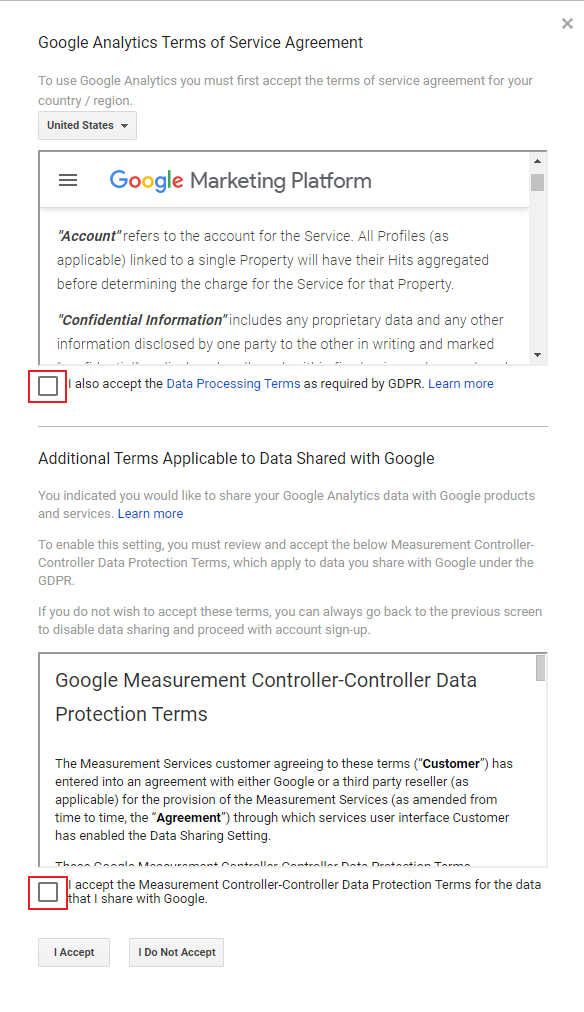 Google Analytics Terms of Service Agreement
To use Google Analytics you must first accept the terms of service agreement for your
country / region.
United States
Google Marketing Platform
"Account" refers to the account for the Service. All Profiles (as
applicable) linked to a single Property will have their Hits aggregated
before determining the charge for the Service for that Property.
"Confidential Information" includes any proprietary data and any other
information disclosed by one party to the other in writing and marked
I also accept the Data Processing Terms as required by GDPR. Learn more
Additional Terms Applicable to Data Shared with Google
You indicated you would like to share your Google Analytics data with Google products
and services. Learn more
To enable this setting, you must review and accept the below Measurement Controller-
Controller Data Protection Terms, which apply to data you share with Google under the
GDPR.
If you do not wish to accept these terms, you can always go back to the previous screen
to disable data sharing and proceed with account sign-up.
Google Measurement Controller-Controller Data
Protection Terms
The Measurement Services customer agreeing to these terms (“Customer”) has
entered into an agreement with either Google or a third party reseller (as
applicable) for the provision of the Measurement Services (as amended from
time to time, the “Agreement”) through which services user interface Customer
has enabled the Data Sharing Setting.
These Google Measurement Controller-Controller Data Protection Terms
I accept the Measurement Controller-Controller Data Protection Terms for the data
that I share with Google.
I Accept
I Do Not Accept